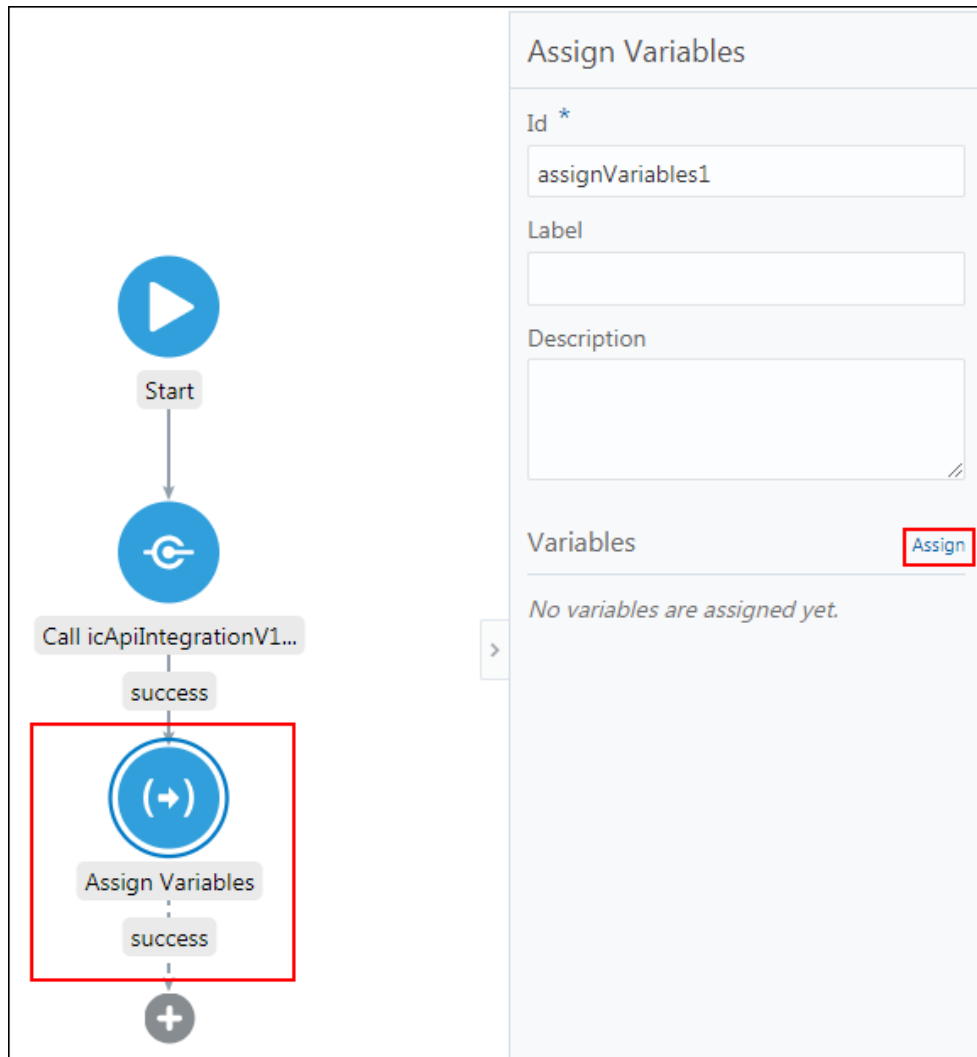 Start
Call icApiIntegrationV1...
success
Assign Variables
success
Assign Variables
Id *
assignVariables1
Label
Description
Variables
Assign
No variables are assigned yet.